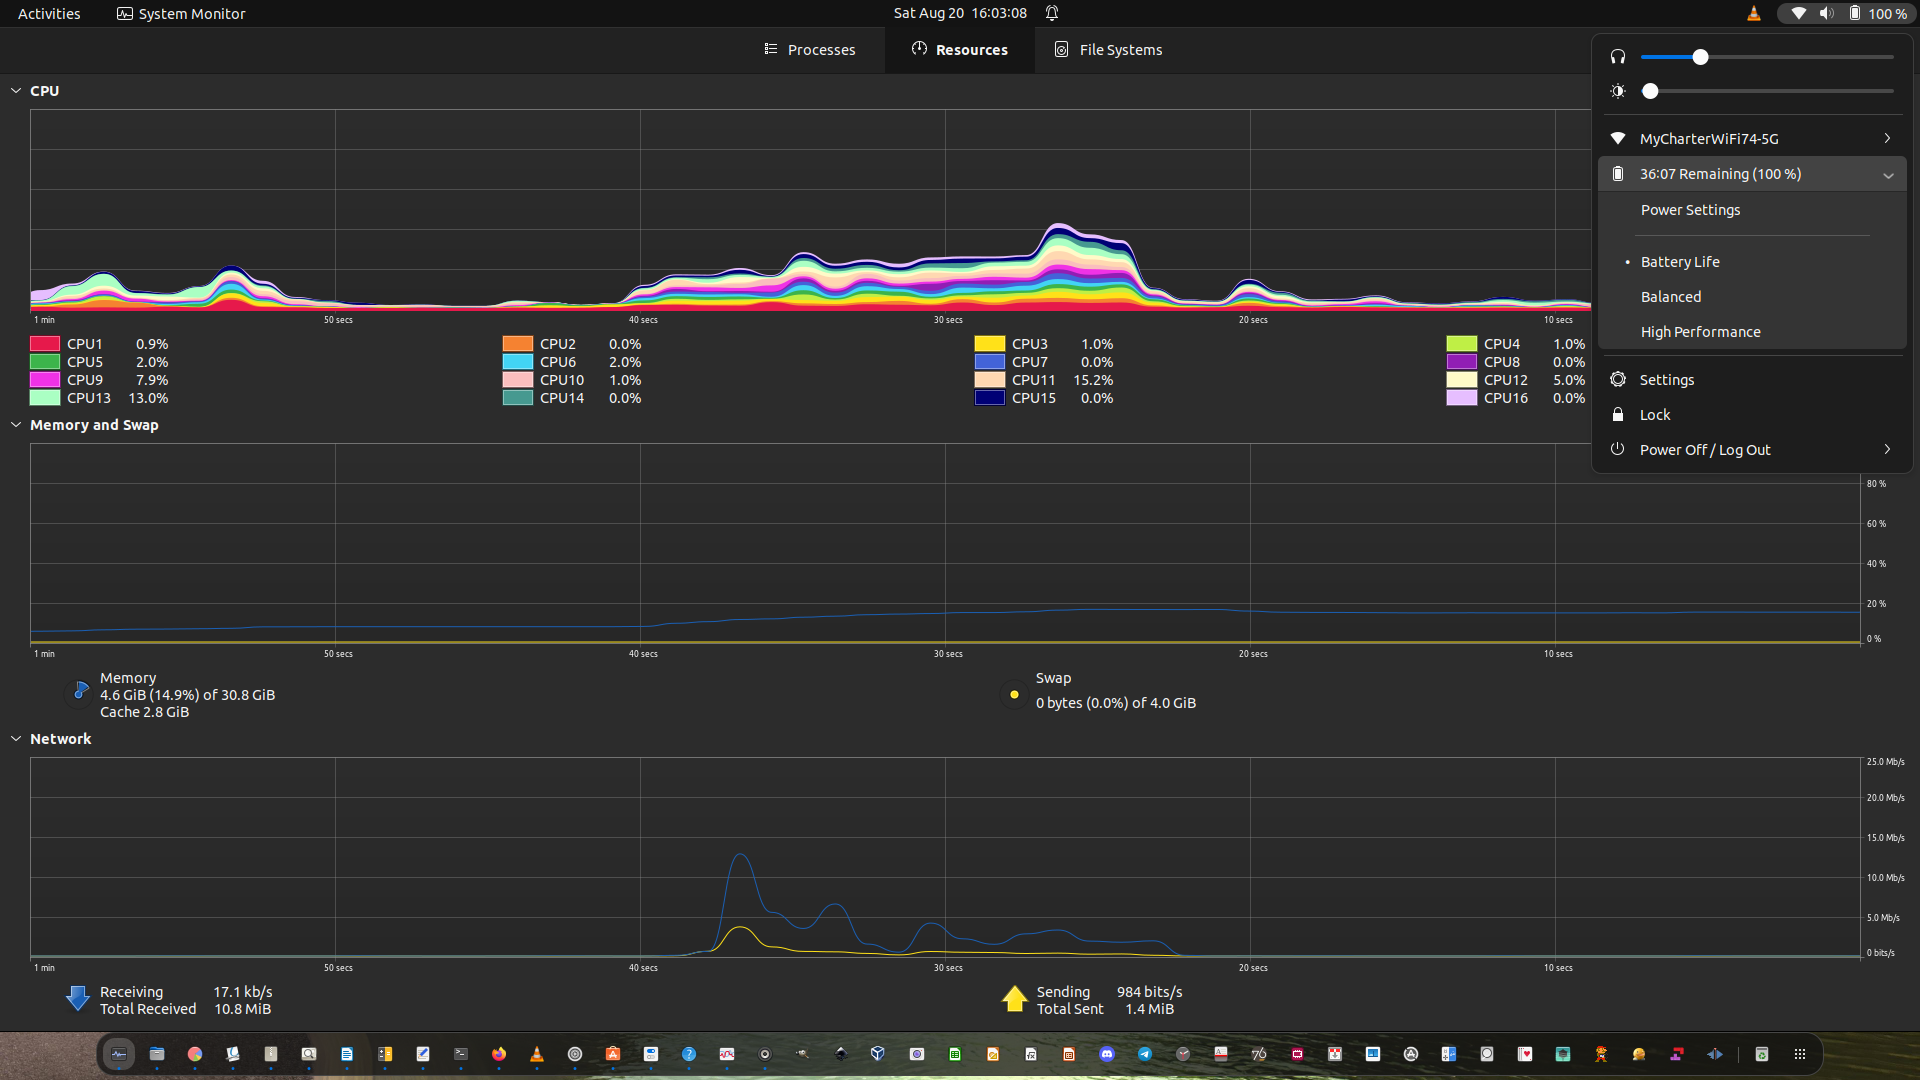 Activities System Monitor Sat Aug 20 16:03:08 100 %
Processes Resources File Systems
CPU
1 min 50 secs 40 secs 30 secs 20 secs 10 secs
CPU1 0.9% CPU2 0.0% CPU3 1.0% CPU4 1.0%
CPU5 2.0% CPU6 2.0% CPU7 0.0% CPU8 0.0%
CPU9 7.9% CPU10 1.0% CPU11 15.2% CPU12 5.0%
CPU13 13.0% CPU14 0.0% CPU15 0.0% CPU16 0.0%
MyCharterWiFi74-5G
36:07 Remaining (100 %)
Power Settings
• Battery Life
Balanced
High Performance
Settings
Lock
Power Off / Log Out
Memory and Swap
80 %
60 %
40 %
20 %
0 %
1 min 50 secs 40 secs 30 secs 20 secs 10 secs
Memory
4.6 GiB (14.9%) of 30.8 GiB
Cache 2.8 GiB
Swap
0 bytes (0.0%) of 4.0 GiB
Network
25.0 Mb/s
20.0 Mb/s
15.0 Mb/s
10.0 Mb/s
5.0 Mb/s
0 bits/s
1 min 50 secs 40 secs 30 secs 20 secs 10 secs
Receiving 17.1 kb/s
Total Received 10.8 MiB
Sending 984 bits/s
Total Sent 1.4 MiB
76